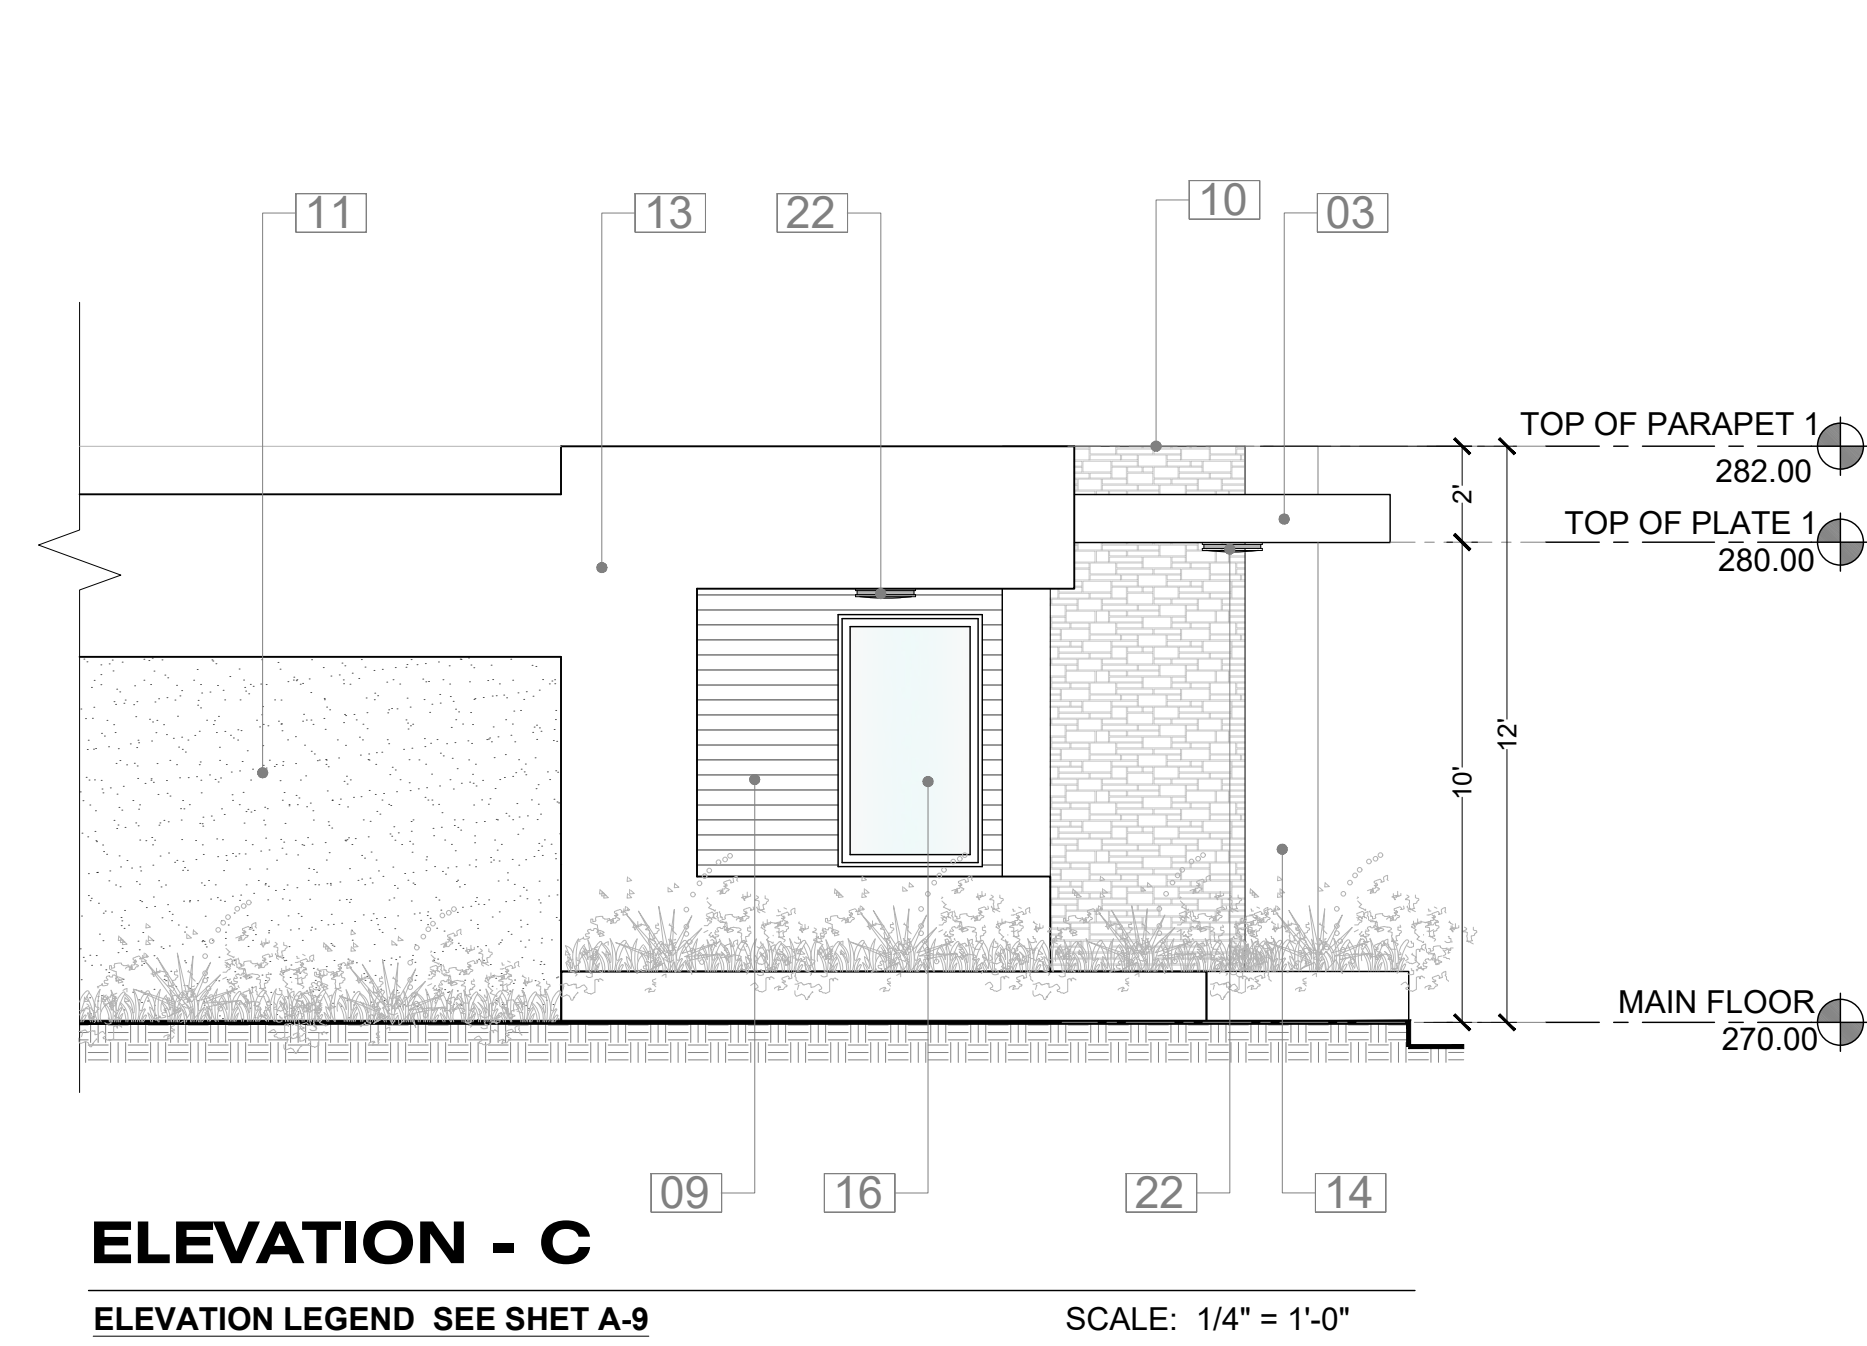 11
13
22
10
03
TOP OF PARAPET 1
282.00
2'
TOP OF PLATE 1
280.00
12'
10'
MAIN FLOOR
270.00
09
16
22
14
ELEVATION - C
ELEVATION LEGEND SEE SHET A-9
SCALE: 1/4" = 1'-0"